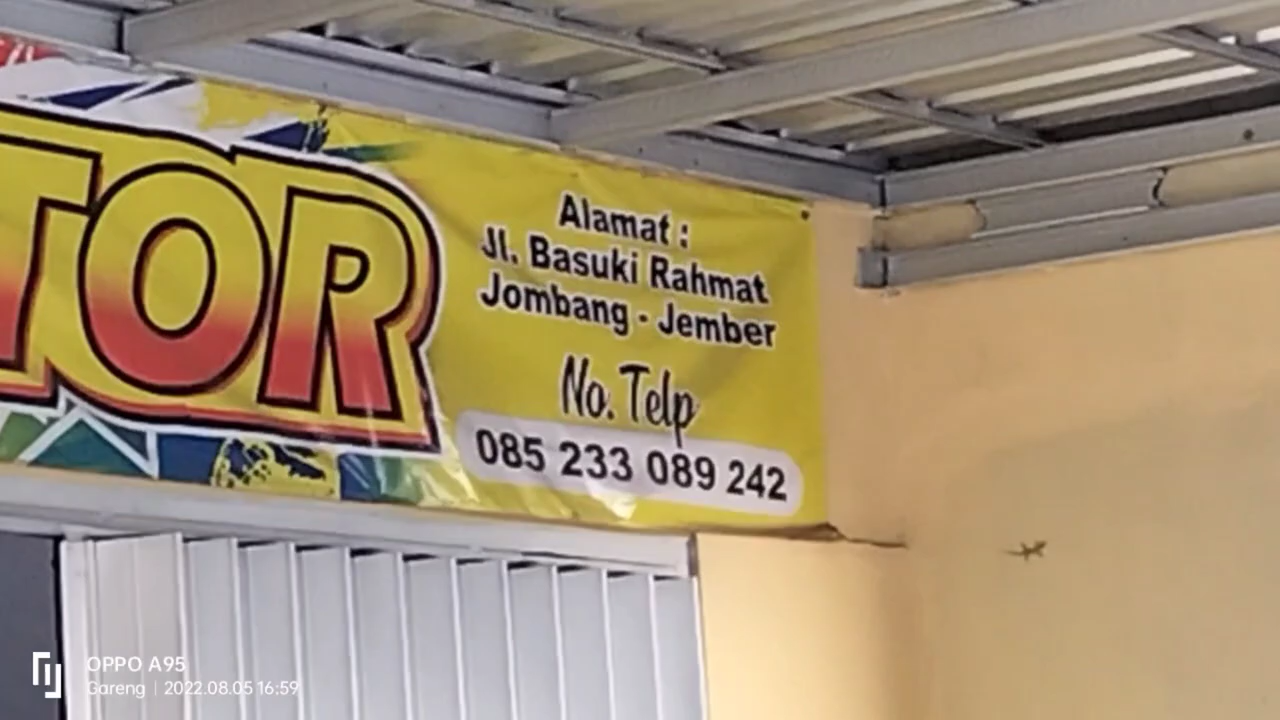 TOR
Alamat :
Jl. Basuki Rahmat
Jombang - Jember
No. Telp
085 233 089 242
OPPO A95
Gareng | 2022.08.05 16:59